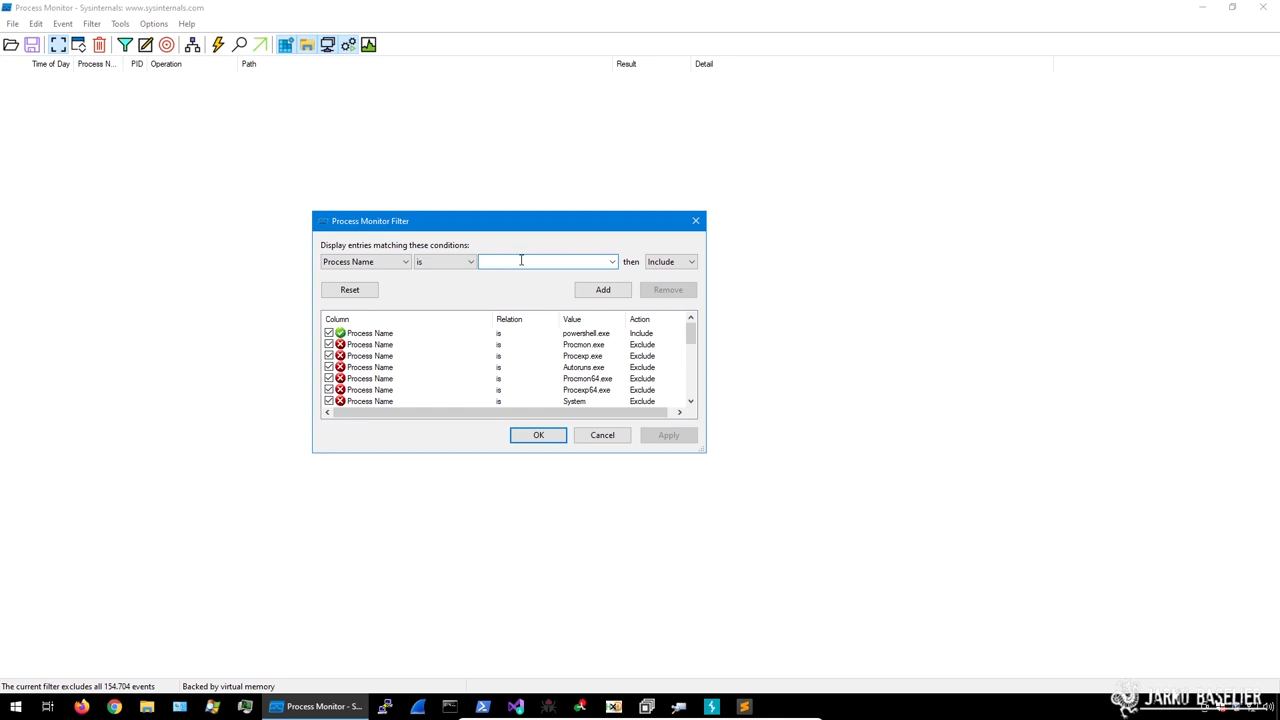 Process Monitor - Sysinternals: www.sysinternals.com
File Edit Event Filter Tools Options Help
Time of Day Process N... PID Operation Path Result Detail
Process Monitor Filter
Display entries matching these conditions:
Process Name is then Include
Reset Add Remove
Column Relation Value Action
Process Name is powershell.exe Include
Process Name is Procmon.exe Exclude
Process Name is Procexp.exe Exclude
Process Name is Autoruns.exe Exclude
Process Name is Procmon64.exe Exclude
Process Name is Procexp64.exe Exclude
Process Name is System Exclude
OK Cancel Apply
The current filter excludes all 154.704 events Backed by virtual memory
Process Monitor - S...
JARNO BASELIER